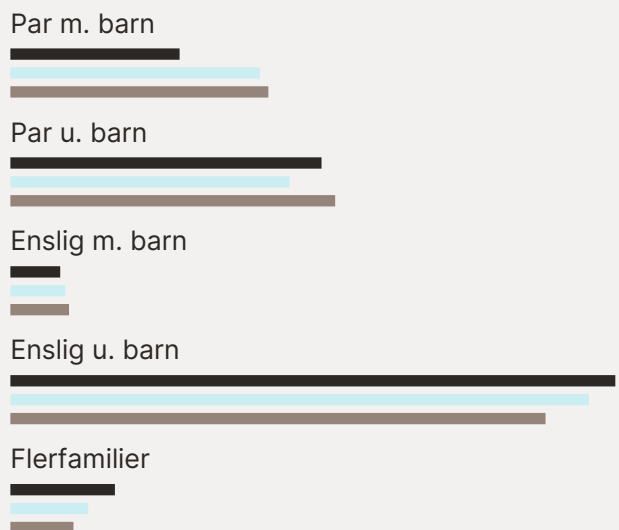 Par m. barn
Par u. barn
Enslig m. barn
Enslig u. barn
Flerfamilier